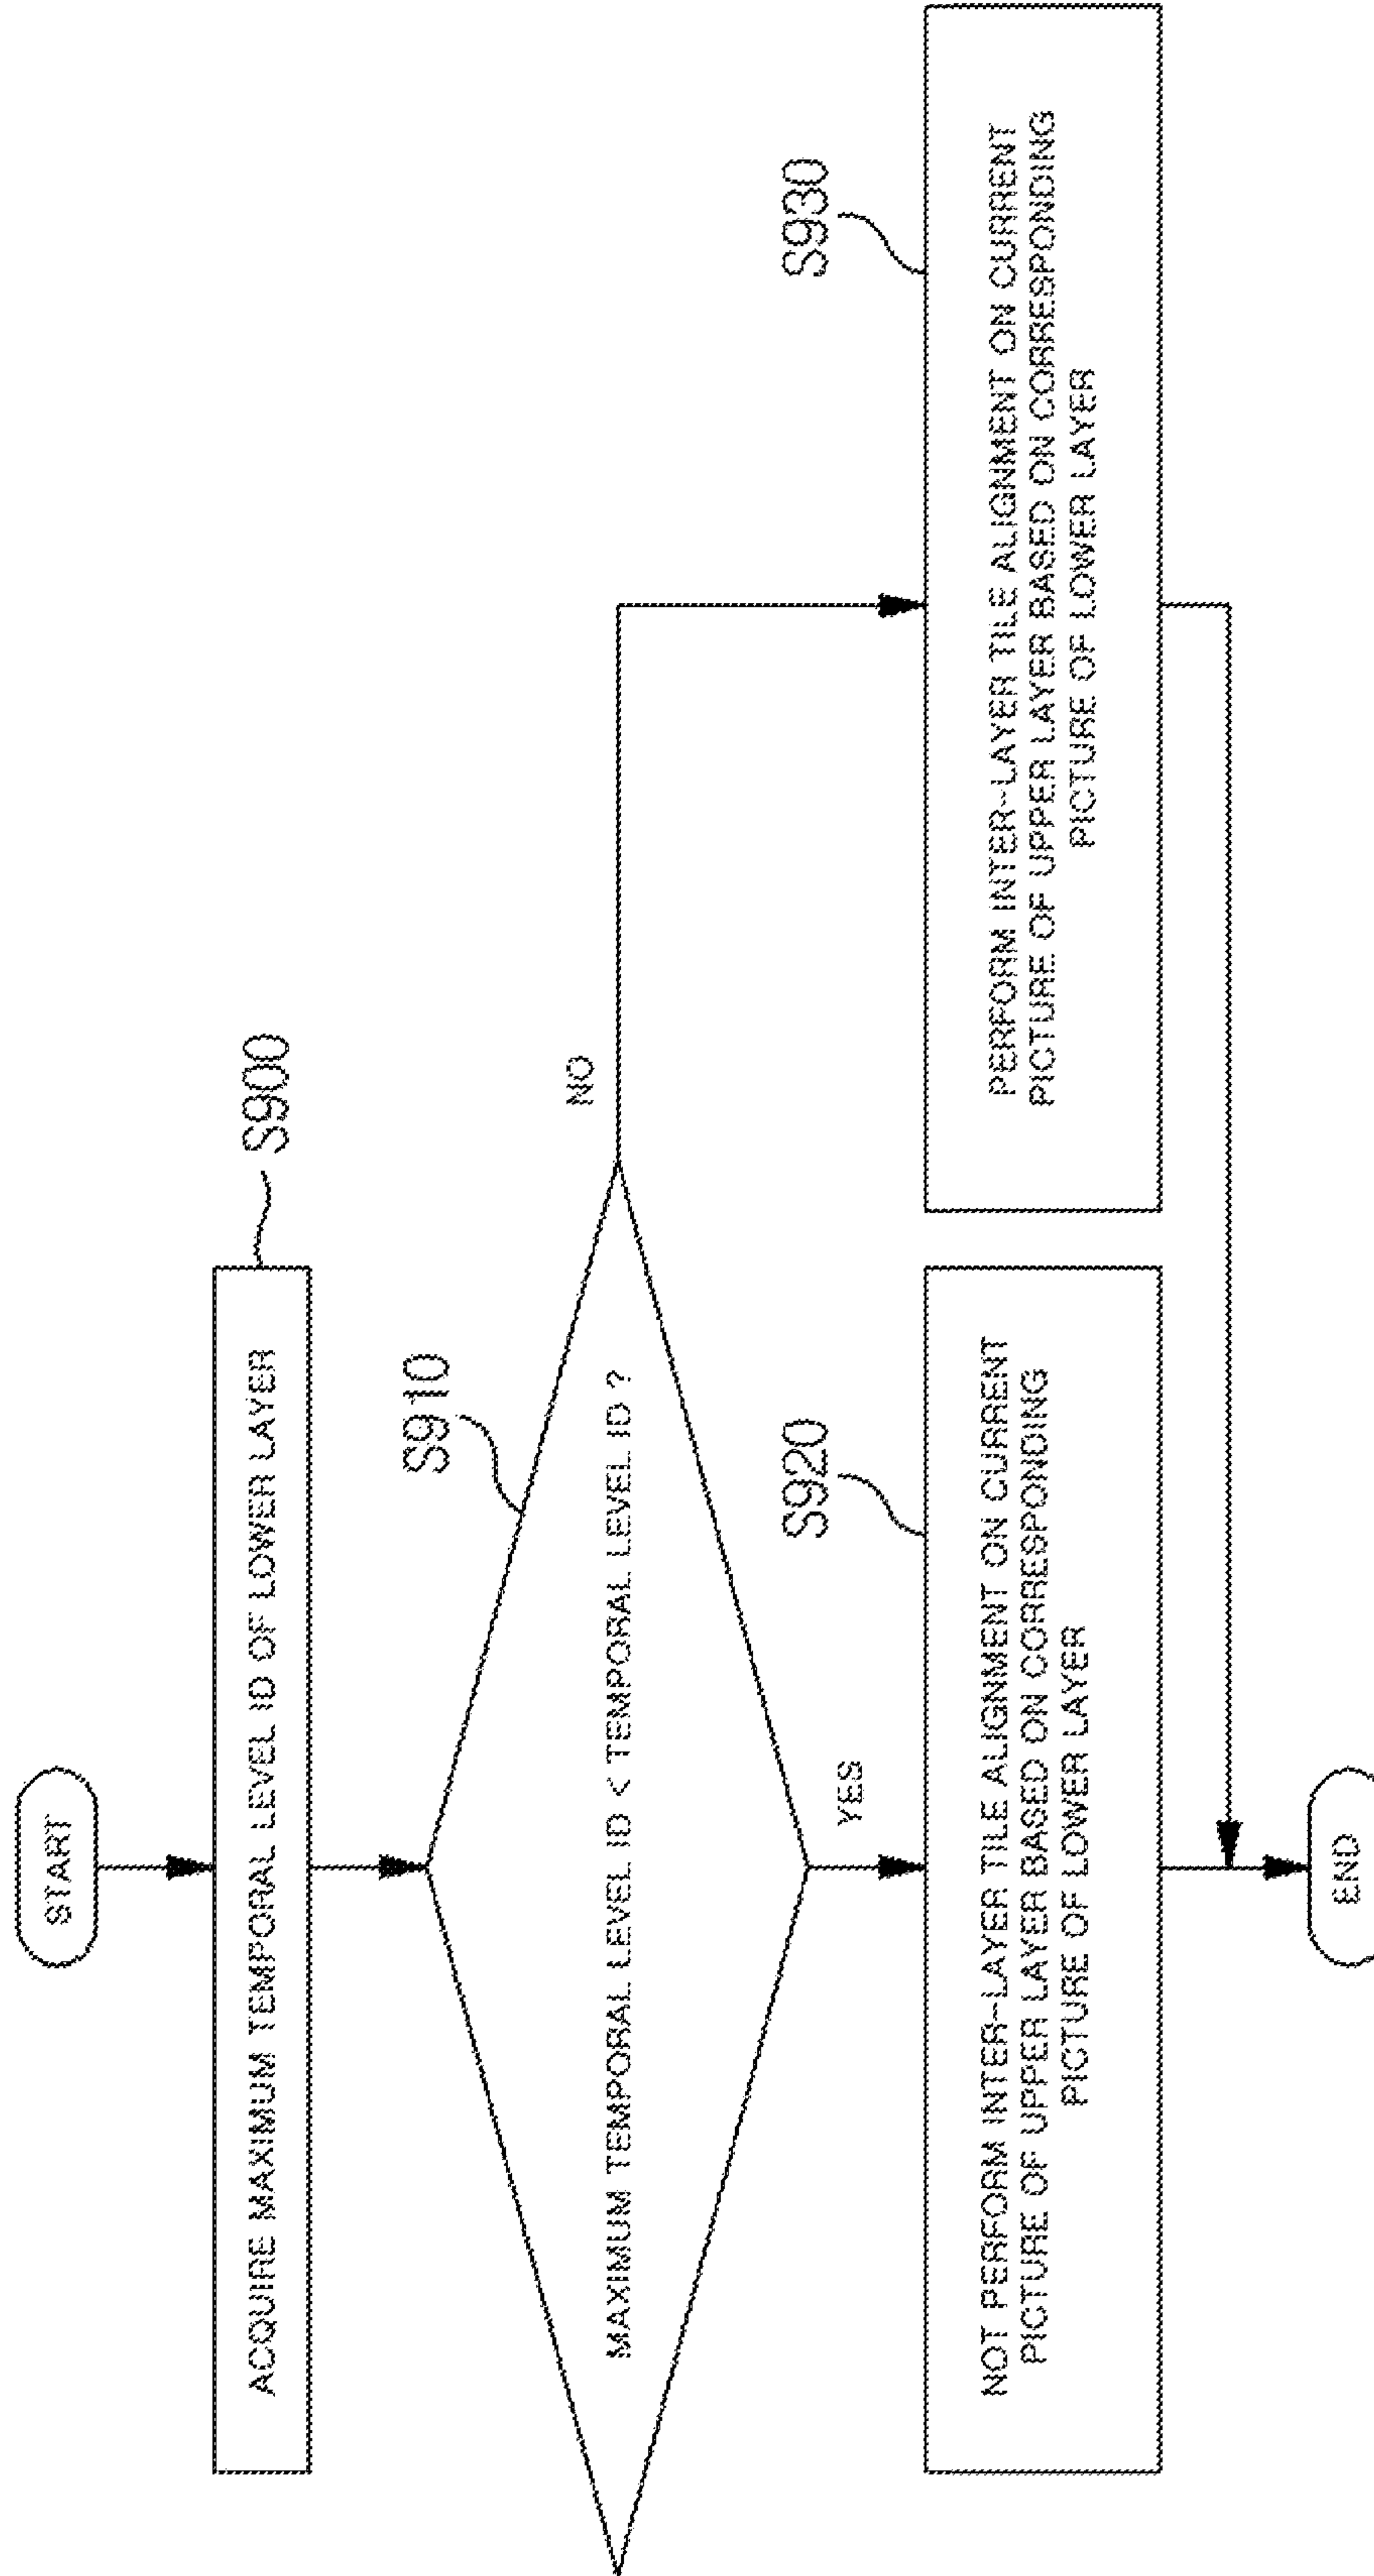 START
ACQUIRE MAXIMUM TEMPORAL LEVEL ID OF LOWER LAYER
S900
S910
MAXIMUM TEMPORAL LEVEL ID < TEMPORAL LEVEL ID ?
NO
YES
S920
NOT PERFORM INTER-LAYER TILE ALIGNMENT ON CURRENT
PICTURE OF UPPER LAYER BASED ON CORRESPONDING
PICTURE OF LOWER LAYER
S930
PERFORM INTER-LAYER TILE ALIGNMENT ON CURRENT
PICTURE OF UPPER LAYER BASED ON CORRESPONDING
PICTURE OF LOWER LAYER
END